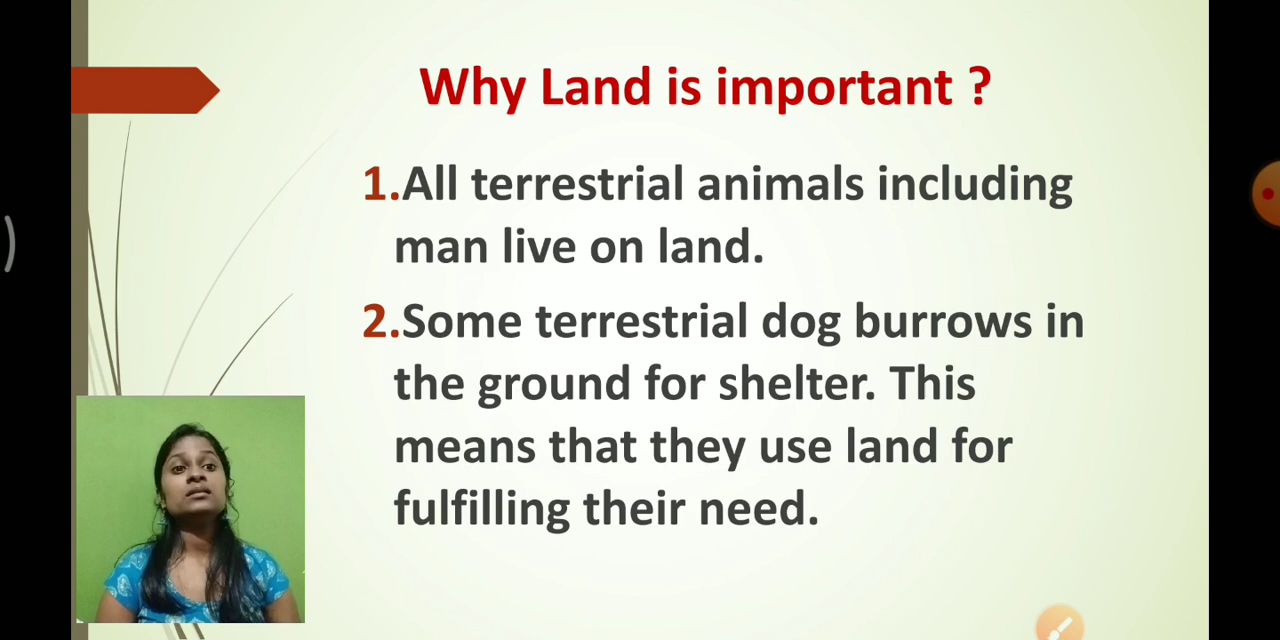 Why Land is important ?
1.All terrestrial animals including
man live on land.
2.Some terrestrial dog burrows in
the ground for shelter. This
means that they use land for
fulfilling their need.